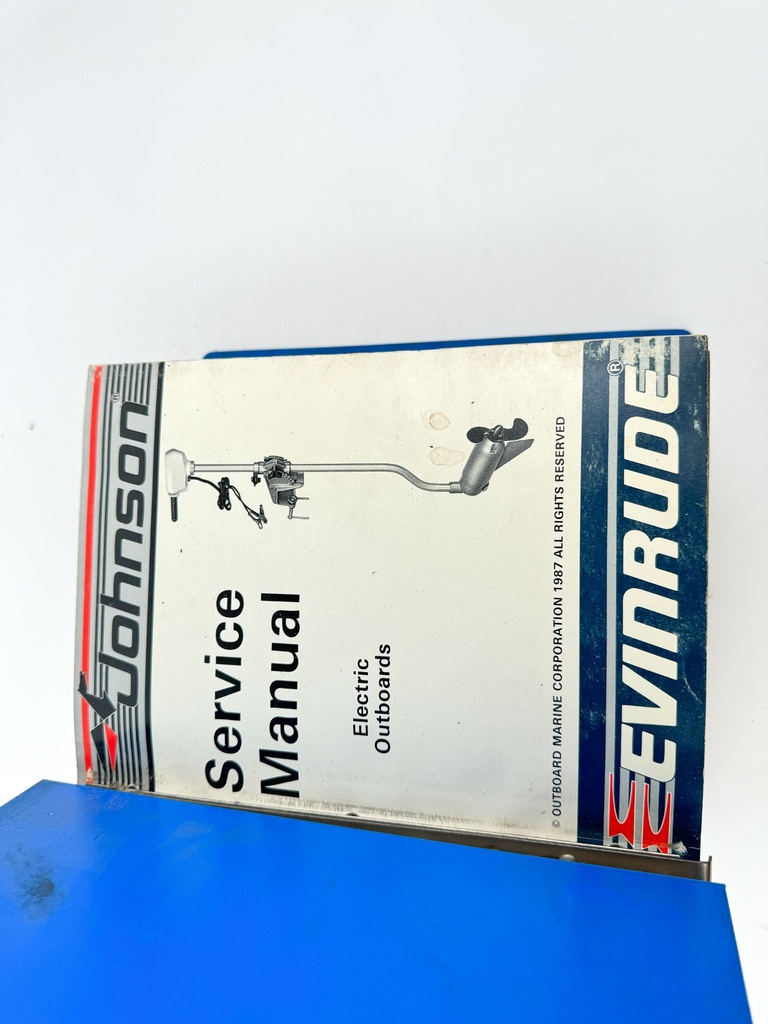 Johnson®
Service
Manual
Electric
Outboards
© OUTBOARD MARINE CORPORATION 1987 ALL RIGHTS RESERVED
EVINRUDE®